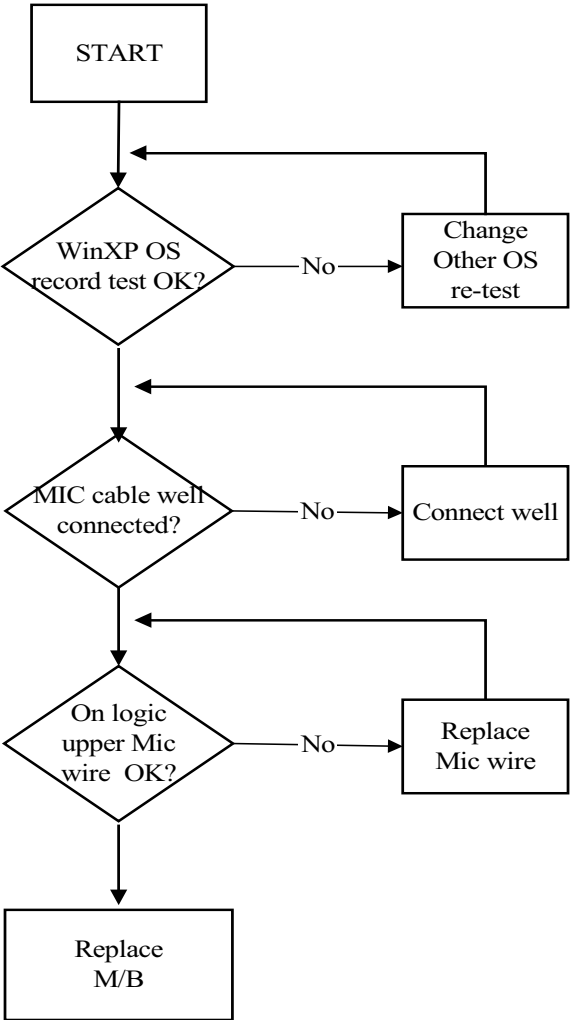 START
WinXP OS
record test OK?
No
Change
Other OS
re-test
MIC cable well
connected?
No
Connect well
On logic
upper Mic
wire OK?
No
Replace
Mic wire
Replace
M/B